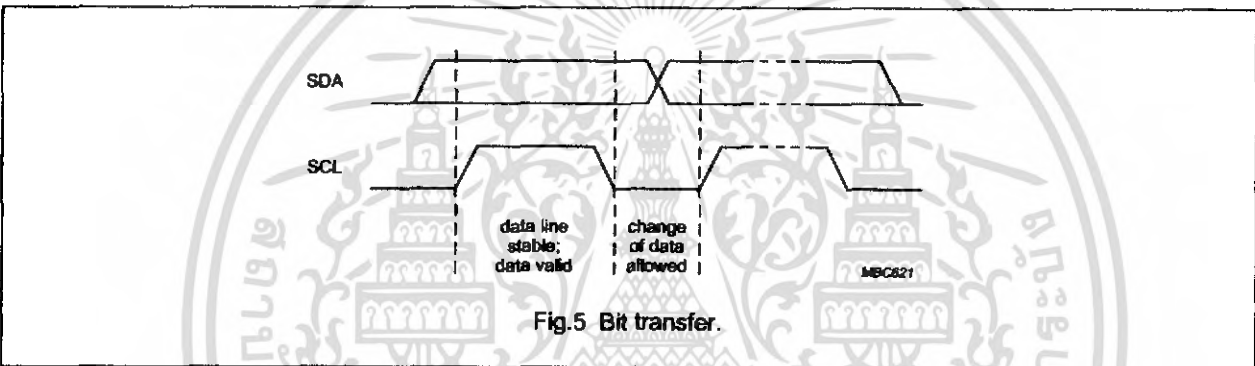 SDA
SCL
data line
stable;
data valid
change
of data
allowed
MBC621
Fig.5 Bit transfer.